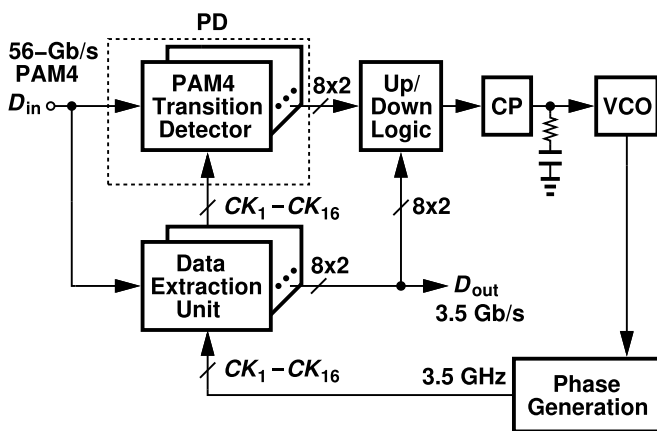 PD
56–Gb/s
PAM4
Din
PAM4
Transition
Detector
8x2
Up/
Down
Logic
CP
VCO
CK1 – CK16
8x2
Data
Extraction
Unit
8x2
Dout
3.5 Gb/s
CK1 – CK16
3.5 GHz
Phase
Generation